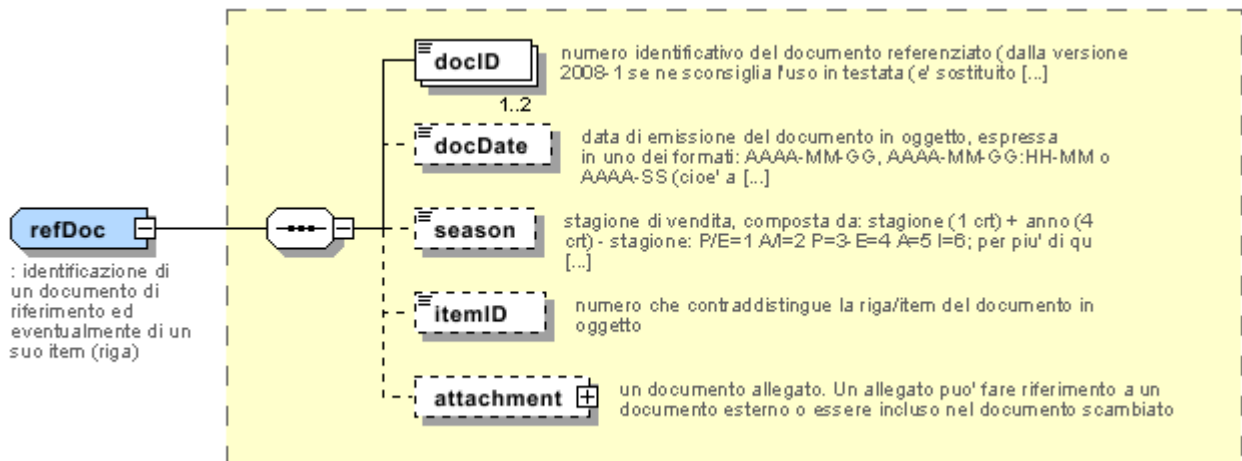 docID
numero identificativo del documento referenziato (dalla versione
2008-1 se ne sconsiglia l'uso in testata (e' sostituito [...]
1..2
docDate
data di emissione del documento in oggetto, espressa
in uno dei formati: AAAA-MM-GG, AAAA-MM-GG:HH-MM o
AAAA-SS (cioe' a [...]
refDoc
: identificazione di
un documento di
riferimento ed
eventualmente di un
suo item (riga)
season
stagione di vendita, composta da: stagione (1 crt) + anno (4
crt) - stagione: P/E=1 A/I=2 P=3- E=4 A=5 I=6; per piu' di qu
[...]
itemID
numero che contraddistingue la riga/item del documento in
oggetto
attachment
un documento allegato. Un allegato puo' fare riferimento a un
documento esterno o essere incluso nel documento scambiato